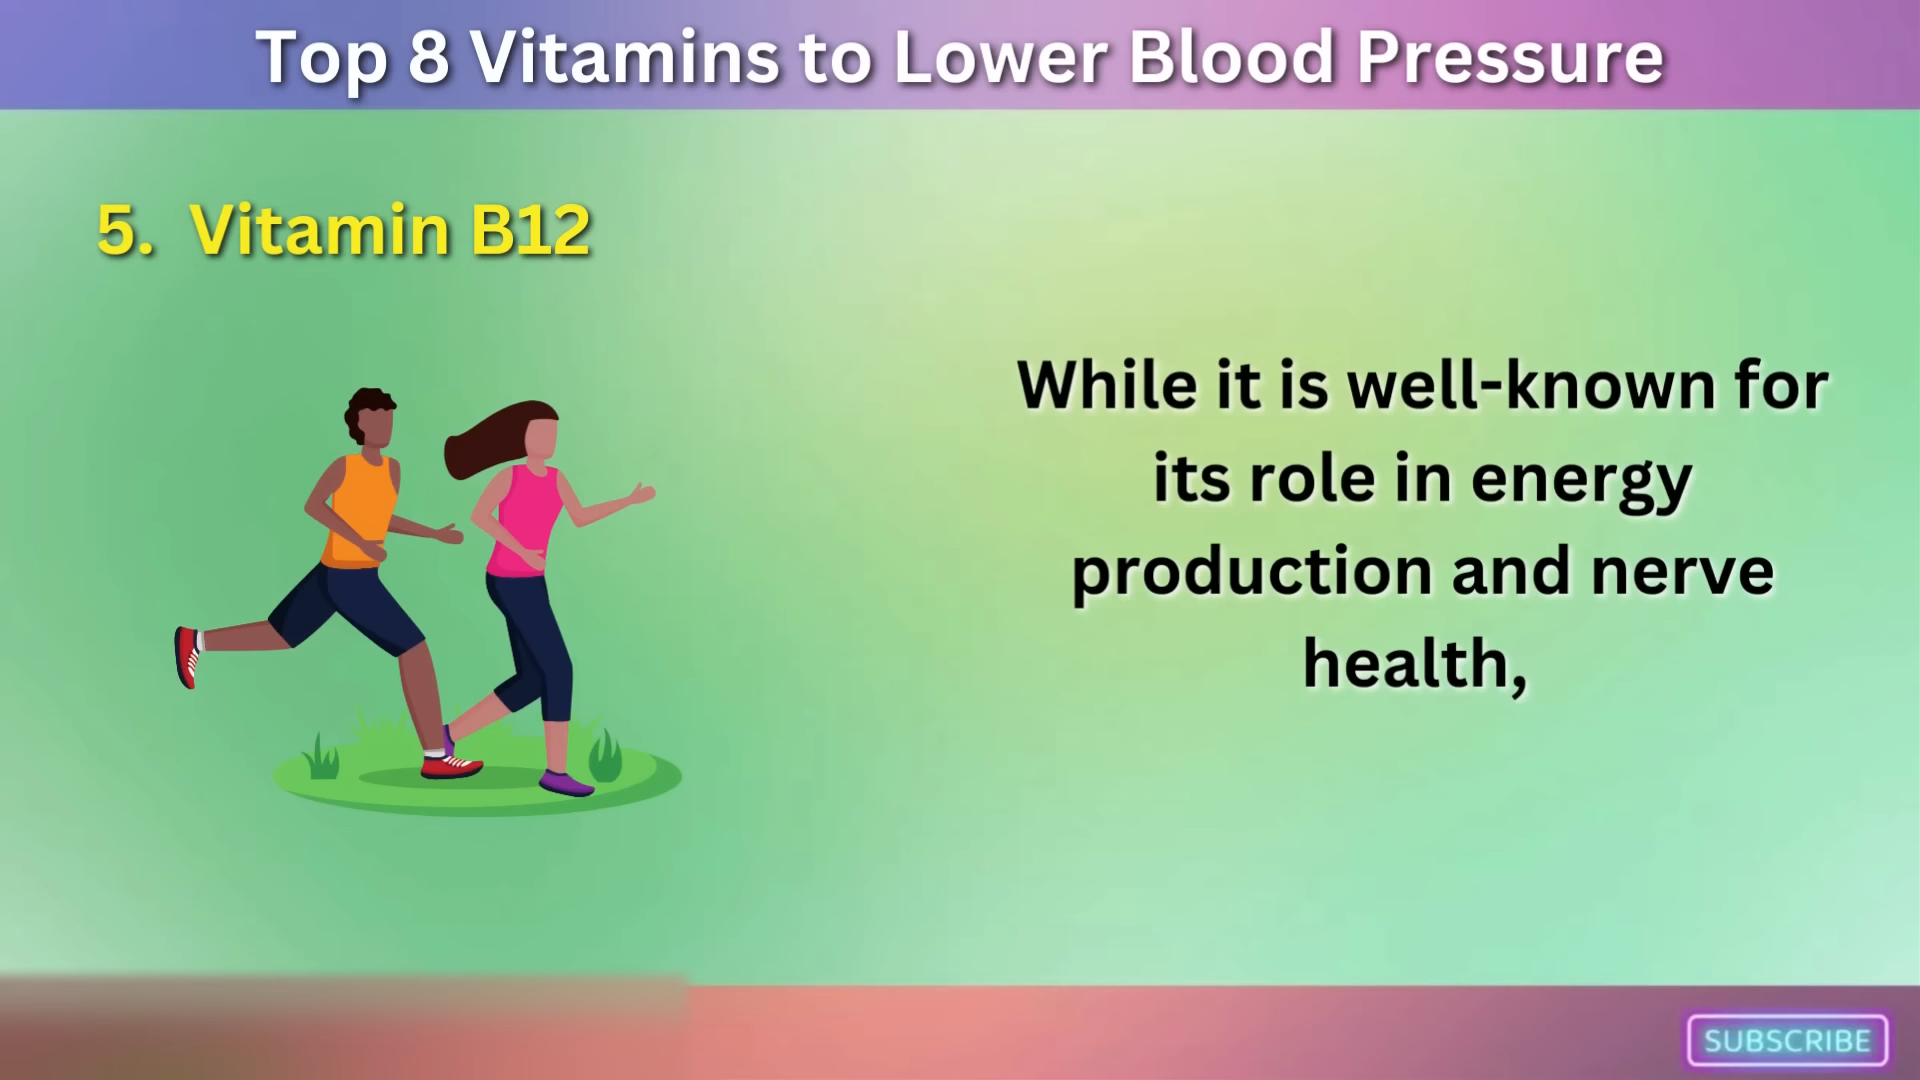 Top 8 Vitamins to Lower Blood Pressure
5. Vitamin B12
While it is well-known for
its role in energy
production and nerve
health,
SUBSCRIBE